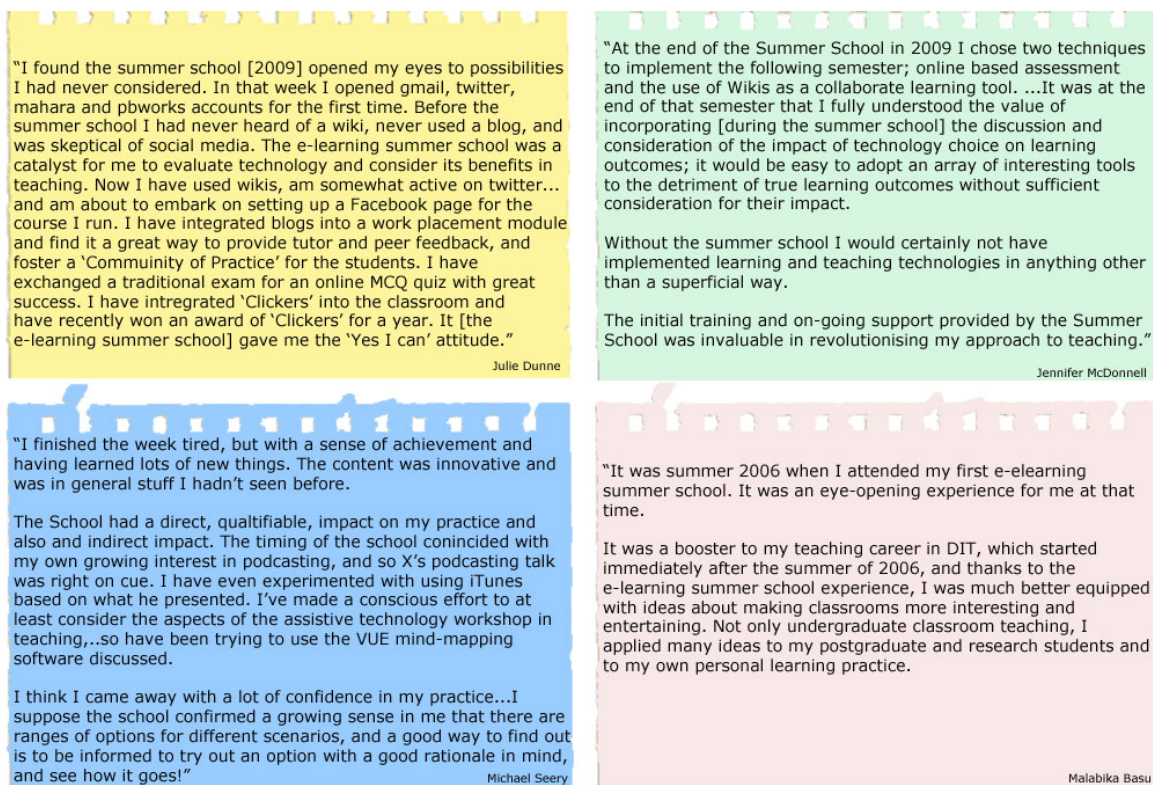 “I found the summer school [2009] opened my eyes to possibilities
I had never considered. In that week I opened gmail, twitter,
mahara and pbworks accounts for the first time. Before the
summer school I had never heard of a wiki, never used a blog, and
was skeptical of social media. The e-learning summer school was a
catalyst for me to evaluate technology and consider its benefits in
teaching. Now I have used wikis, am somewhat active on twitter...
and am about to embark on setting up a Facebook page for the
course I run. I have integrated blogs into a work placement module
and find it a great way to provide tutor and peer feedback, and
foster a ‘Commuinity of Practice’ for the students. I have
exchanged a traditional exam for an online MCQ quiz with great
success. I have intregrated ‘Clickers’ into the classroom and
have recently won an award of ‘Clickers’ for a year. It [the
e-learning summer school] gave me the ‘Yes I can’ attitude.”
Julie Dunne
“At the end of the Summer School in 2009 I chose two techniques
to implement the following semester; online based assessment
and the use of Wikis as a collaborate learning tool. ...It was at the
end of that semester that I fully understood the value of
incorporating [during the summer school] the discussion and
consideration of the impact of technology choice on learning
outcomes; it would be easy to adopt an array of interesting tools
to the detriment of true learning outcomes without sufficient
consideration for their impact.
Without the summer school I would certainly not have
implemented learning and teaching technologies in anything other
than a superficial way.
The initial training and on-going support provided by the Summer
School was invaluable in revolutionising my approach to teaching.”
Jennifer McDonnell
“I finished the week tired, but with a sense of achievement and
having learned lots of new things. The content was innovative and
was in general stuff I hadn’t seen before.
The School had a direct, qualtifiable, impact on my practice and
also and indirect impact. The timing of the school conincided with
my own growing interest in podcasting, and so X’s podcasting talk
was right on cue. I have even experimented with using iTunes
based on what he presented. I’ve made a conscious effort to at
least consider the aspects of the assistive technology workshop in
teaching,..so have been trying to use the VUE mind-mapping
software discussed.
I think I came away with a lot of confidence in my practice...I
suppose the school confirmed a growing sense in me that there are
ranges of options for different scenarios, and a good way to find out
is to be informed to try out an option with a good rationale in mind,
and see how it goes!”
Michael Seery
“It was summer 2006 when I attended my first e-elearning
summer school. It was an eye-opening experience for me at that
time.
It was a booster to my teaching career in DIT, which started
immediately after the summer of 2006, and thanks to the
e-learning summer school experience, I was much better equipped
with ideas about making classrooms more interesting and
entertaining. Not only undergraduate classroom teaching, I
applied many ideas to my postgraduate and research students and
to my own personal learning practice.
Malabika Basu